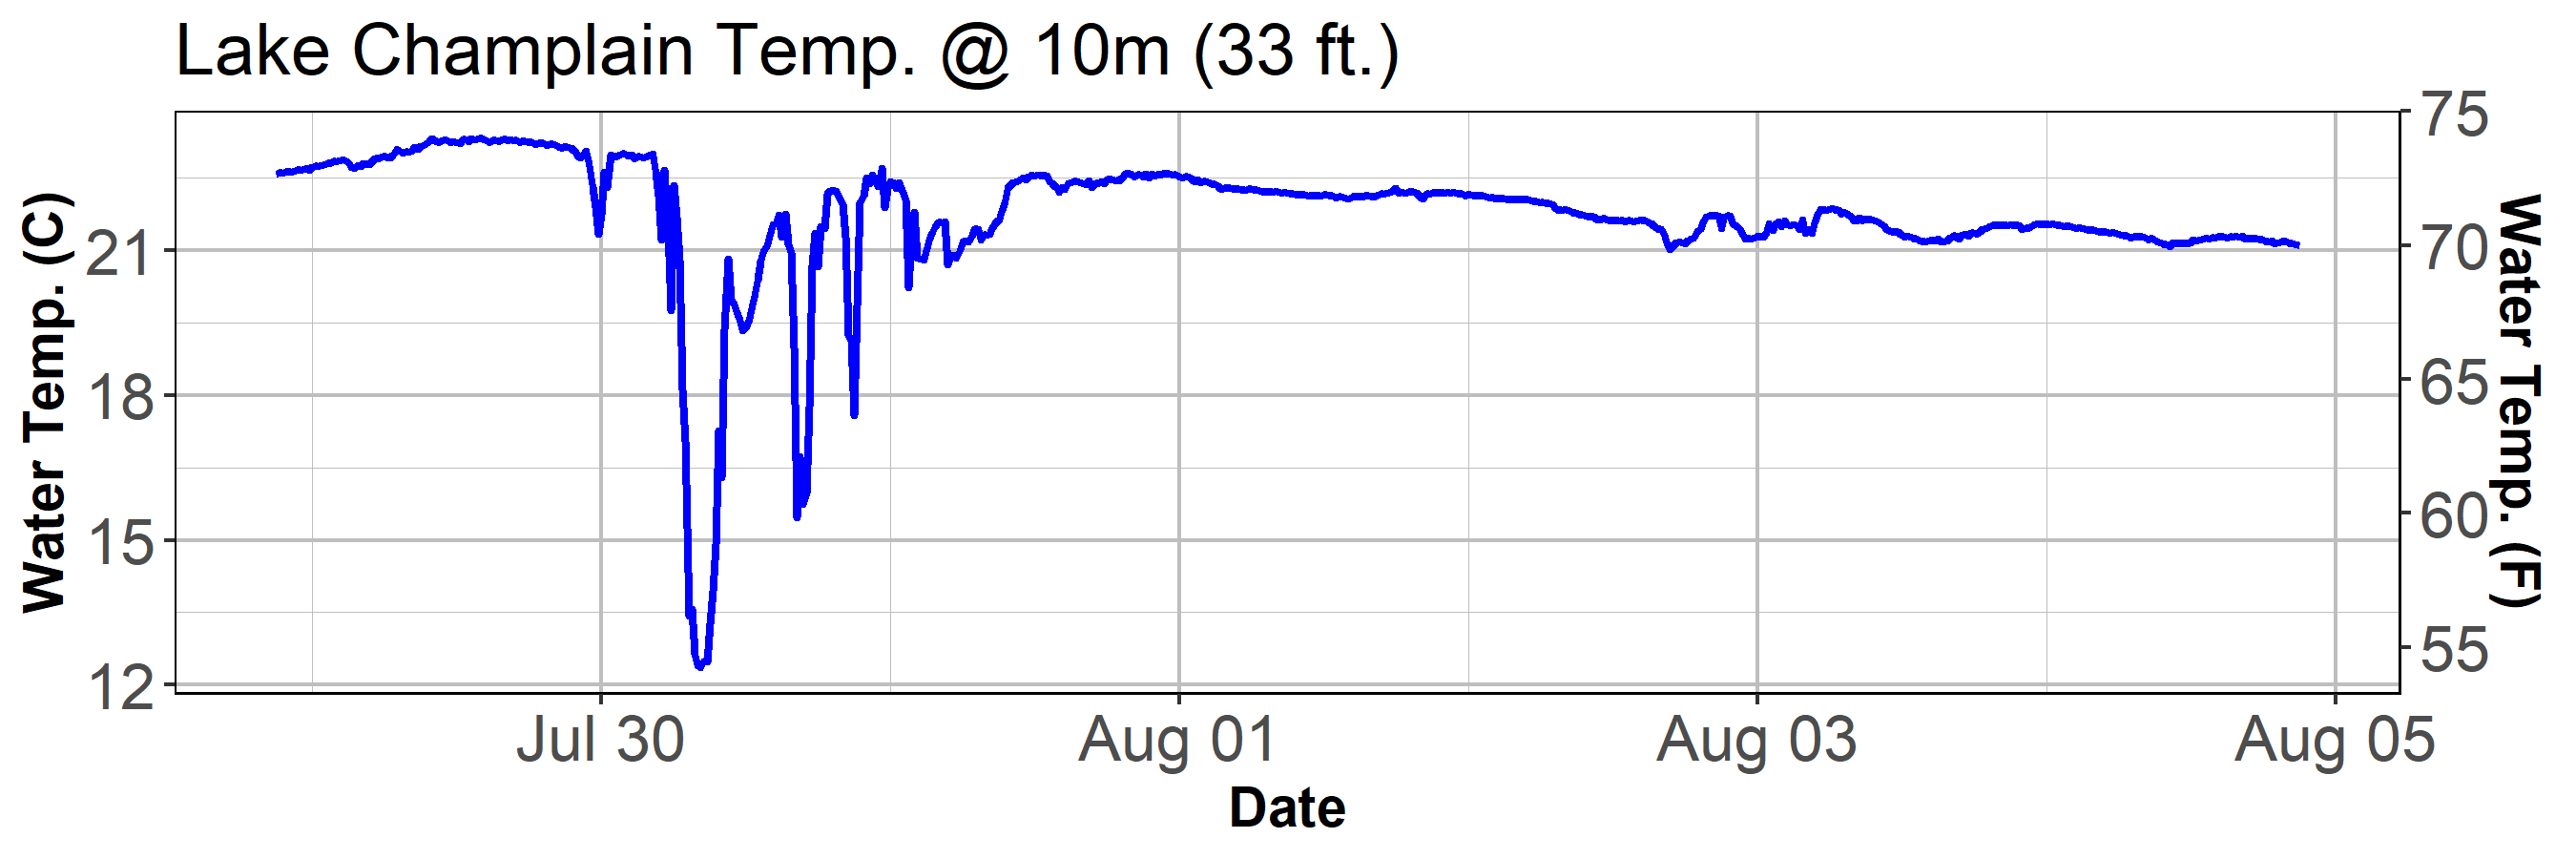 Lake Champlain Temp. @ 10m (33 ft.)
Water Temp. (C)
21
18
15
12
75
70
65
60
55
Water Temp. (F)
Jul 30
Aug 01
Aug 03
Aug 05
Date